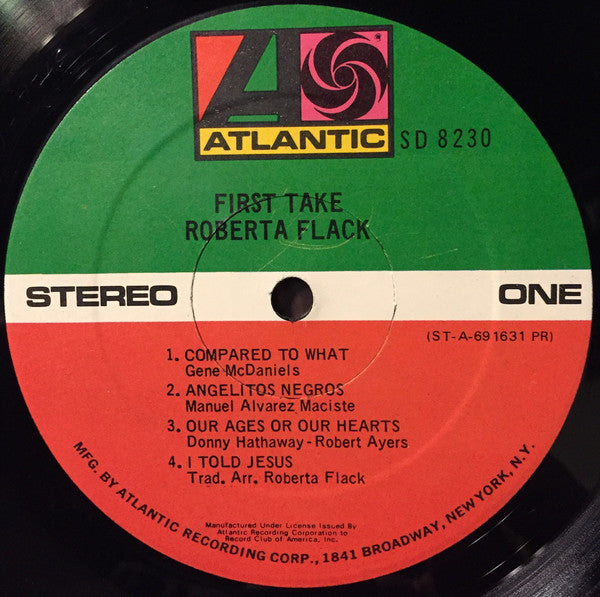 ATLANTIC
SD 8230
FIRST TAKE
ROBERTA FLACK
STEREO
ONE
(ST-A-691631 PR)
1. COMPARED TO WHAT
Gene McDaniels
2. ANGELITOS NEGROS
Manuel Alvarez Maciste
3. OUR AGES OR OUR HEARTS
Donny Hathaway - Robert Ayers
4. I TOLD JESUS
Trad. Arr. Roberta Flack
Manufactured Under License Issued By
Atlantic Recording Corporation to
Record Club of America, Inc.
MFG. BY ATLANTIC RECORDING CORP., 1841 BROADWAY, NEW YORK, N.Y.